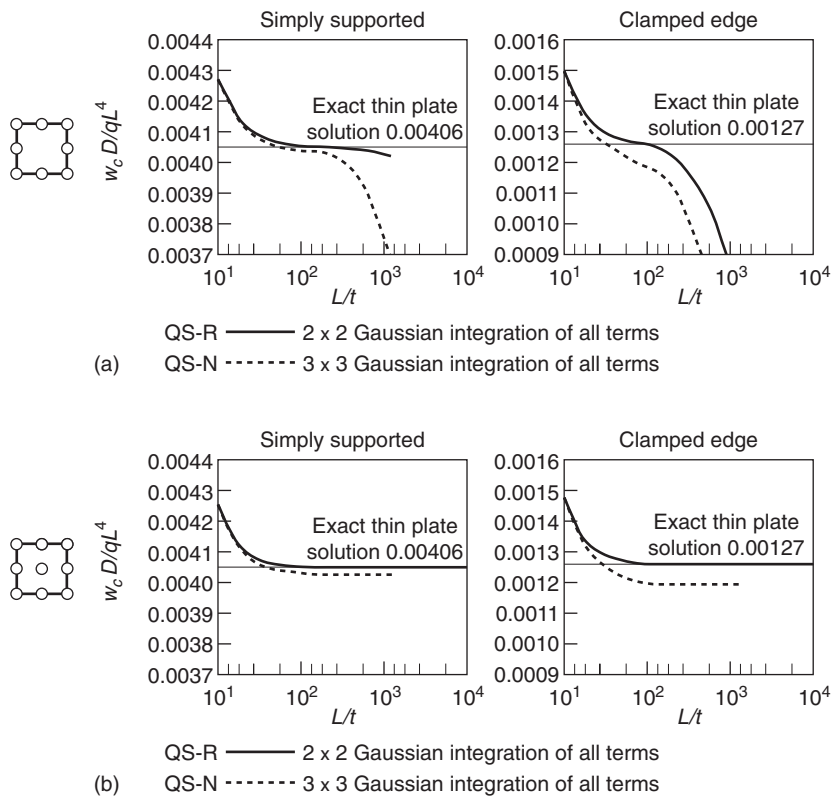 Simply supported
Clamped edge
w_c D/qL^4
0.0044
0.0043
0.0042
0.0041
0.0040
0.0039
0.0038
0.0037
Exact thin plate
solution 0.00406
10^1
10^2
10^3
10^4
L/t
0.0016
0.0015
0.0014
0.0013
0.0012
0.0011
0.0010
0.0009
Exact thin plate
solution 0.00127
10^1
10^2
10^3
10^4
L/t
QS-R 2 x 2 Gaussian integration of all terms
(a) QS-N 3 x 3 Gaussian integration of all terms
Simply supported
Clamped edge
w_c D/qL^4
0.0044
0.0043
0.0042
0.0041
0.0040
0.0039
0.0038
0.0037
Exact thin plate
solution 0.00406
10^1
10^2
10^3
10^4
L/t
0.0016
0.0015
0.0014
0.0013
0.0012
0.0011
0.0010
0.0009
Exact thin plate
solution 0.00127
10^1
10^2
10^3
10^4
L/t
QS-R 2 x 2 Gaussian integration of all terms
(b) QS-N 3 x 3 Gaussian integration of all terms